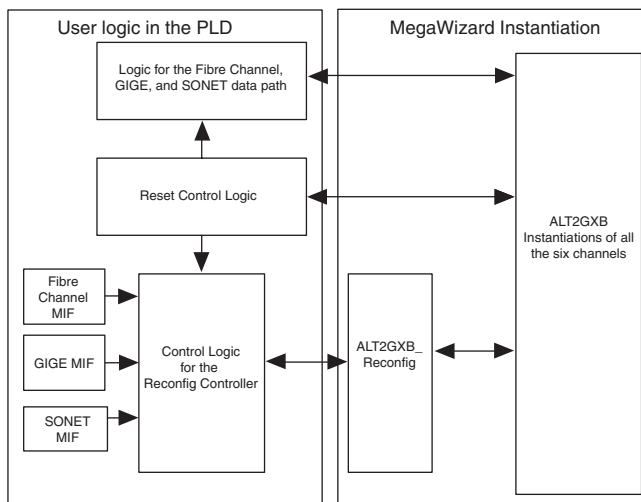 User logic in the PLD
MegaWizard Instantiation
Logic for the Fibre Channel,
GIGE, and SONET data path
Reset Control Logic
ALT2GXB
Instantiations of all
the six channels
Fibre
Channel
MIF
GIGE MIF
SONET
MIF
Control Logic
for the
Reconfig Controller
ALT2GXB_
Reconfig